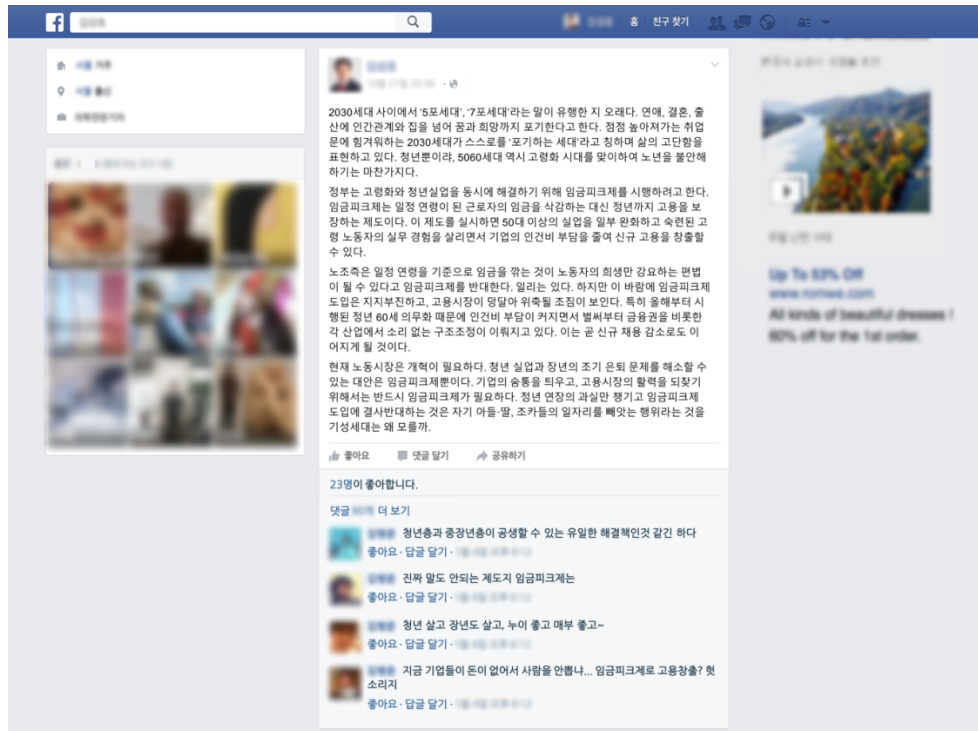 f
홈 친구 찾기
서울 거주
2030세대 사이에서 '5포세대', '7포세대'라는 말이 유행한 지 오래다. 연애, 결혼, 출
산에 인간관계와 집을 넘어 꿈과 희망까지 포기한다고 한다. 점점 높아져가는 취업
문에 힘겨워하는 2030세대가 스스로를 '포기하는 세대'라고 칭하며 삶의 고단함을
표현하고 있다. 청년뿐이랴, 5060세대 역시 고령화 시대를 맞이하여 노년을 불안해
하기는 마찬가지다.
정부는 고령화와 청년실업을 동시에 해결하기 위해 임금피크제를 시행하려고 한다.
임금피크제는 일정 연령이 된 근로자의 임금을 삭감하는 대신 정년까지 고용을 보
장하는 제도이다. 이 제도를 실시하면 50대 이상의 실업을 일부 완화하고 숙련된 고
령 노동자의 실무 경험을 살리면서 기업의 인건비 부담을 줄여 신규 고용을 창출할
수 있다.
노조측은 일정 연령을 기준으로 임금을 깎는 것이 노동자의 희생만 강요하는 편법
이 될 수 있다고 임금피크제를 반대한다. 일리는 있다. 하지만 이 바람에 임금피크제
도입은 지지부진하고, 고용시장이 덩달아 위축될 조짐이 보인다. 특히 올해부터 시
행된 정년 60세 의무화 때문에 인건비 부담이 커지면서 벌써부터 금융권을 비롯한
각 산업에서 소리 없는 구조조정이 이뤄지고 있다. 이는 곧 신규 채용 감소로도 이
어지게 될 것이다.
현재 노동시장은 개혁이 필요하다. 청년 실업과 장년의 조기 은퇴 문제를 해소할 수
있는 대안은 임금피크제뿐이다. 기업의 숨통을 틔우고, 고용시장의 활력을 되찾기
위해서는 반드시 임금피크제가 필요하다. 정년 연장의 과실만 챙기고 임금피크제
도입에 결사반대하는 것은 자기 아들·딸, 조카들의 일자리를 빼앗는 행위라는 것을
기성세대는 왜 모를까.
좋아요 댓글 달기 공유하기
23명이 좋아합니다.
댓글 더 보기
청년층과 중장년층이 공생할 수 있는 유일한 해결책인것 같긴 하다
좋아요 · 답글 달기 ·
진짜 말도 안되는 제도지 임금피크제는
좋아요 · 답글 달기 ·
청년 살고 장년도 살고, 누이 좋고 매부 좋고~
좋아요 · 답글 달기 ·
지금 기업들이 돈이 없어서 사람을 안뽑냐... 임금피크제로 고용창출? 헛
소리지
좋아요 · 답글 달기 ·
Up To 53% Off
www.romwe.com
All kinds of beautiful dresses !
60% off for the 1st order.